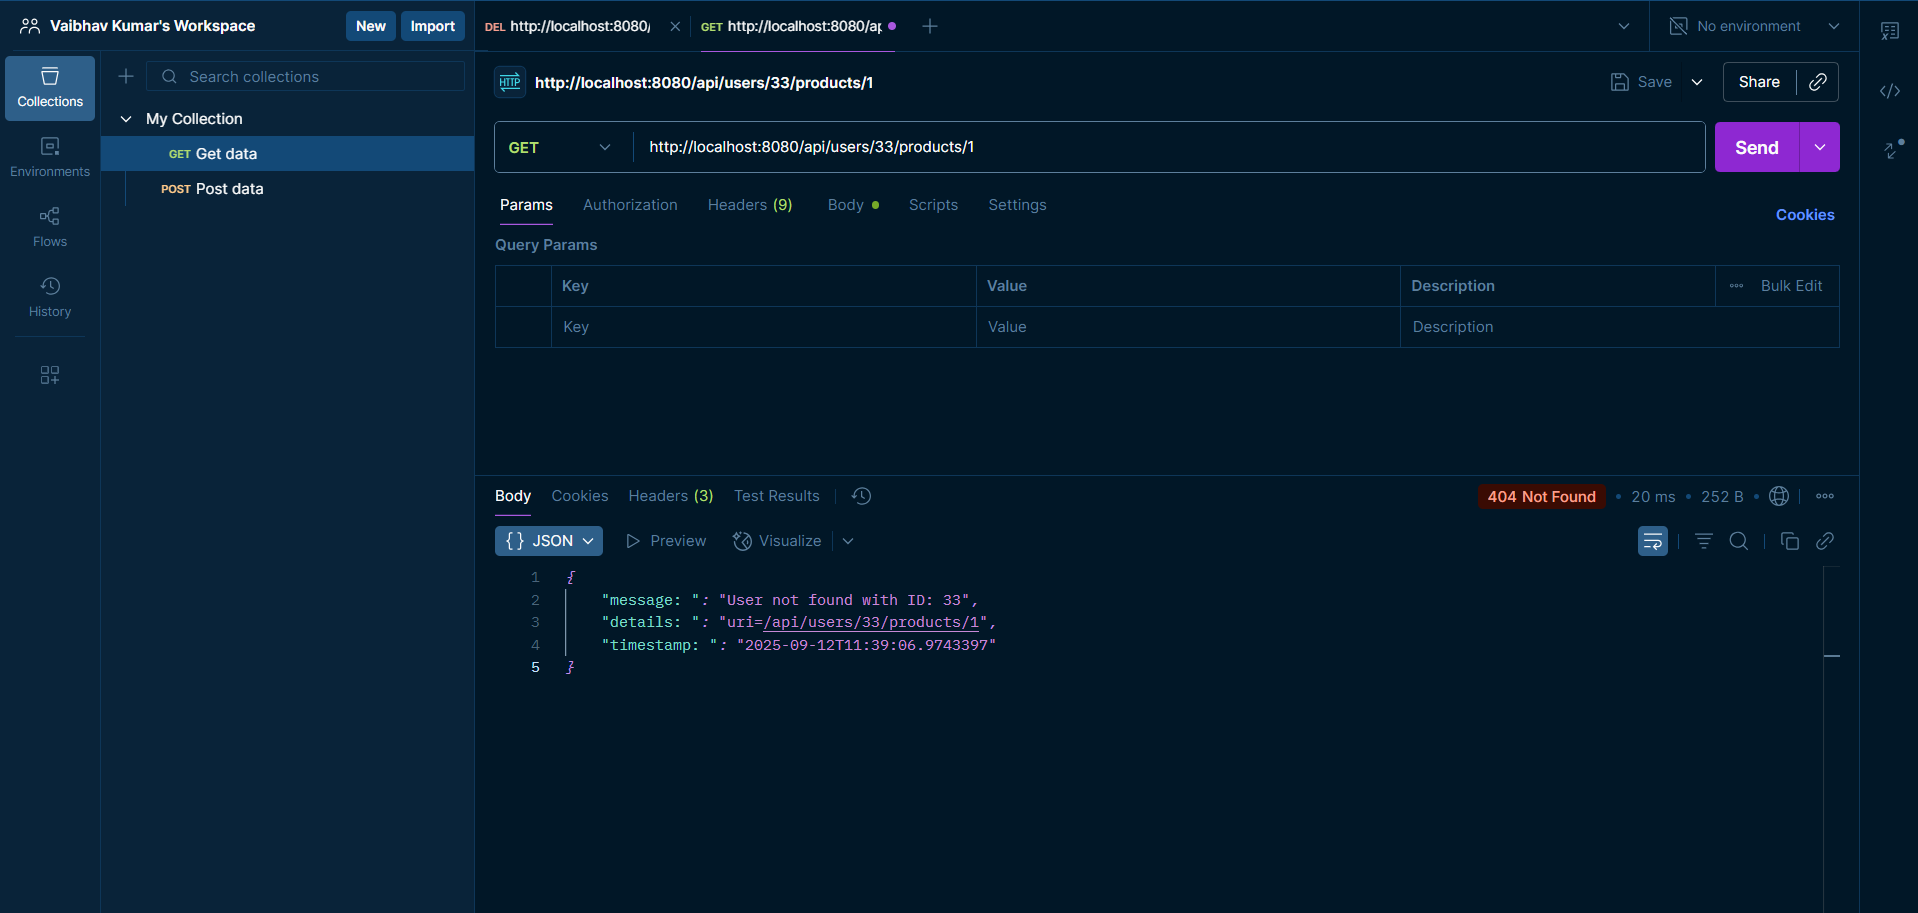 Vaibhav Kumar's Workspace
New
Import
DEL http://localhost:8080/
GET http://localhost:8080/ap
No environment
Collections
Environments
Flows
History
Search collections
My Collection
GET Get data
POST Post data
HTTP
http://localhost:8080/api/users/33/products/1
Save
Share
GET
http://localhost:8080/api/users/33/products/1
Send
Params
Authorization
Headers (9)
Body
Scripts
Settings
Cookies
Query Params
Key
Value
Description
Bulk Edit
Key
Value
Description
Body
Cookies
Headers (3)
Test Results
404 Not Found
20 ms
252 B
{} JSON
Preview
Visualize
1 {
2 "message: ": "User not found with ID: 33",
3 "details: ": "uri=/api/users/33/products/1",
4 "timestamp: ": "2025-09-12T11:39:06.9743397"
5 }